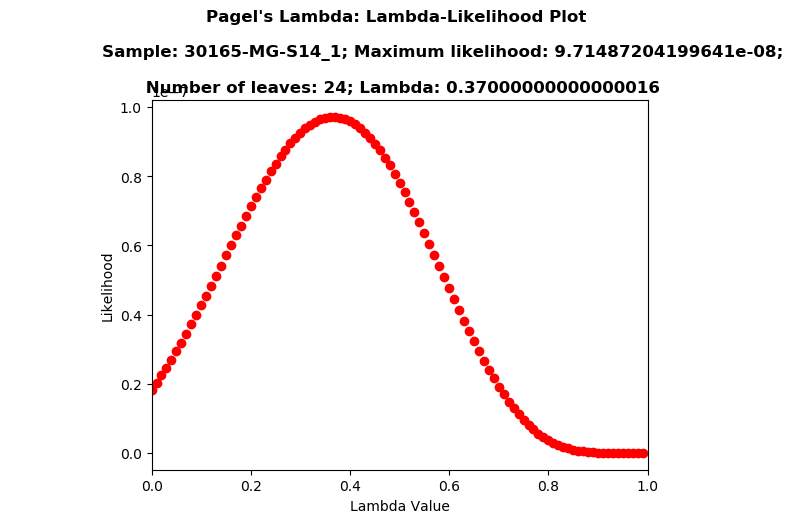 Pagel's Lambda: Lambda-Likelihood Plot
Sample: 30165-MG-S14_1; Maximum likelihood: 9.71487204199641e-08;
Number of leaves: 24; Lambda: 0.37000000000000016
1e−7
1.0
0.8
0.6
0.4
0.2
0.0
Likelihood
0.0 0.2 0.4 0.6 0.8 1.0
Lambda Value